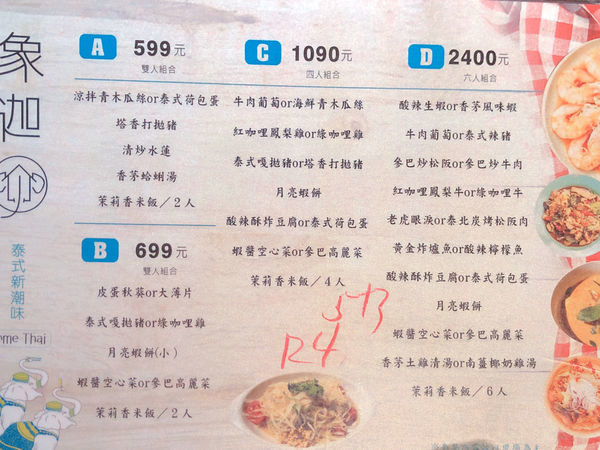 象
迦
泰式新潮味
ome Thai
A 599元
雙人組合
涼拌青木瓜絲or泰式荷包蛋
塔香打拋豬
清炒水蓮
香茅蛤蜊湯
茉莉香米飯／2人
B 699元
雙人組合
皮蛋秋葵or大薄片
泰式嘎拋豬or綠咖哩雞
月亮蝦餅(小)
蝦醬空心菜or參巴高麗菜
茉莉香米飯／2人
C 1090元
四人組合
牛肉葡萄or海鮮青木瓜絲
紅咖哩鳳梨雞or綠咖哩雞
泰式嘎拋豬or塔香打拋豬
月亮蝦餅
酸辣酥炸豆腐or泰式荷包蛋
蝦醬空心菜or參巴高麗菜
茉莉香米飯／4人
D 2400元
六人組合
酸辣生蝦or香茅風味蝦
牛肉葡萄or泰式辣豬
參巴炒松阪or參巴炒牛肉
紅咖哩鳳梨牛or綠咖哩牛
老虎眼淚or泰北炭烤松阪肉
黃金炸爐魚or酸辣檸檬魚
酸辣酥炸豆腐or泰式荷包蛋
月亮蝦餅
蝦醬空心菜or參巴高麗菜
香茅土雞清湯or南薑椰奶雞湯
茉莉香米飯／6人